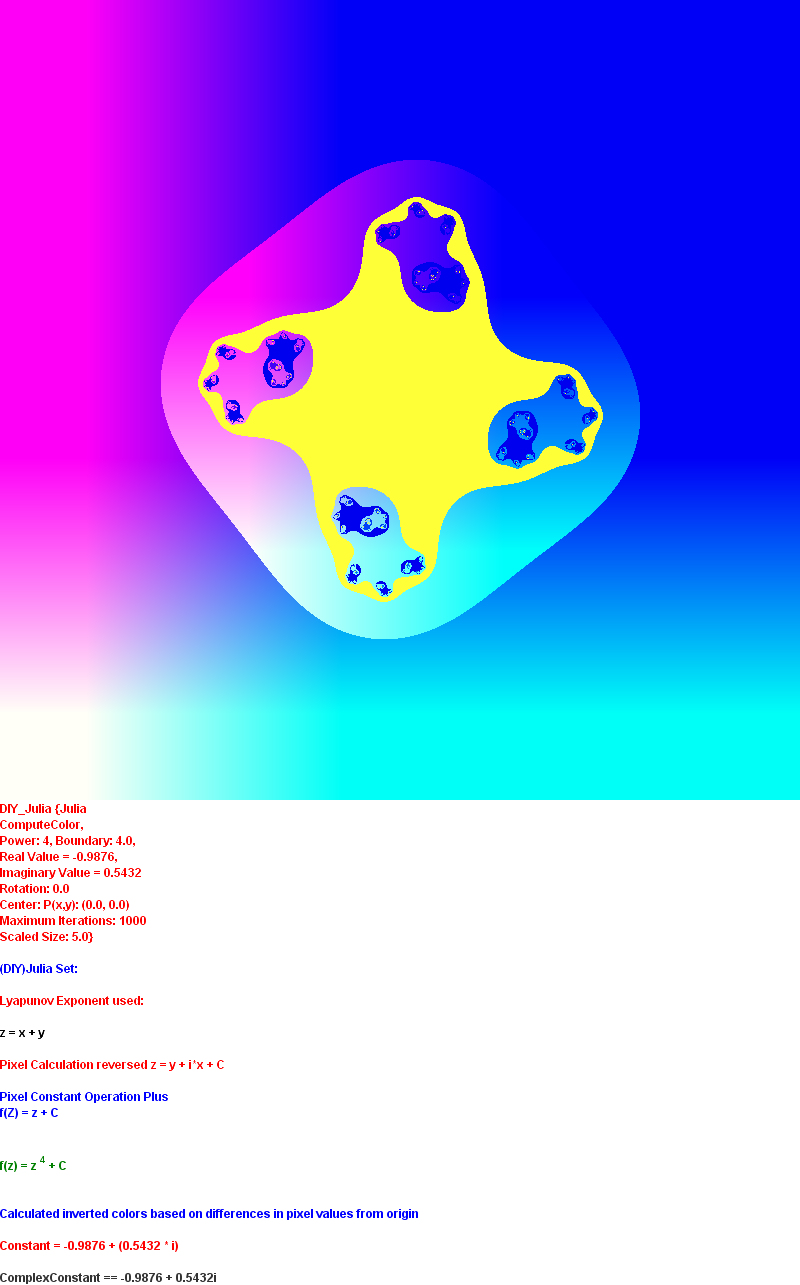 DIY_Julia {Julia
ComputeColor,
Power: 4, Boundary: 4.0,
Real Value = -0.9876,
Imaginary Value = 0.5432
Rotation: 0.0
Center: P(x,y): (0.0, 0.0)
Maximum Iterations: 1000
Scaled Size: 5.0}
(DIY)Julia Set:
Lyapunov Exponent used:
z = x + y
Pixel Calculation reversed z = y + i*x + C
Pixel Constant Operation Plus
f(Z) = z + C
f(z) = z ^4 + C
Calculated inverted colors based on differences in pixel values from origin
Constant = -0.9876 + (0.5432 * i)
ComplexConstant == -0.9876 + 0.5432i